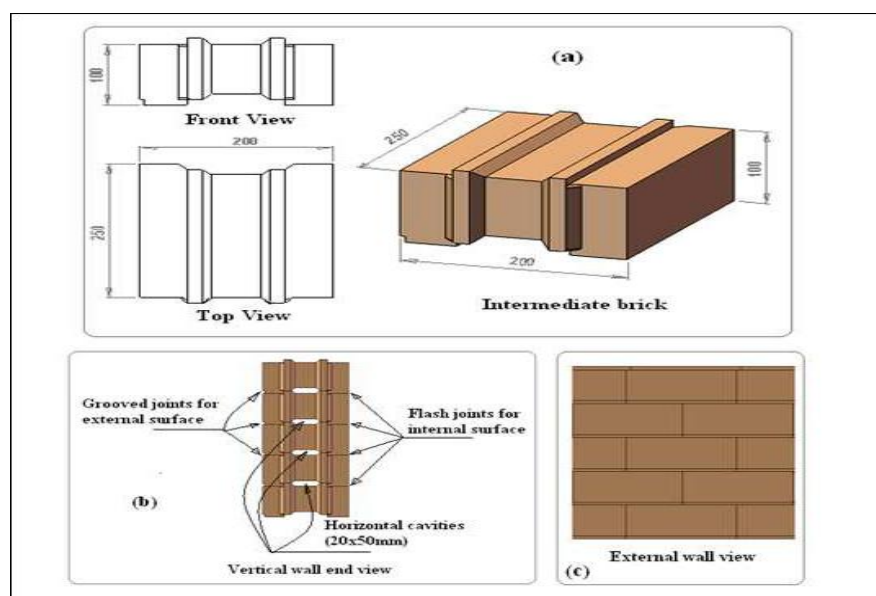 (a)
100
Front View
200
250
Top View
250
100
200
Intermediate brick
Grooved joints for
external surface
Flash joints for
internal surface
(b)
Horizontal cavities
(20x50mm)
Vertical wall end view
External wall view
(c)